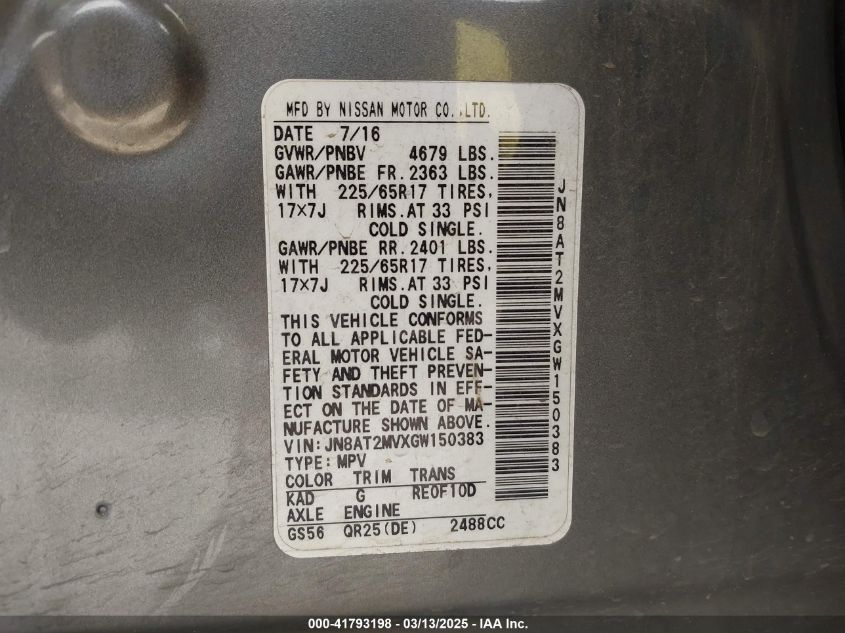 MFD BY NISSAN MOTOR CO.,LTD.
DATE 7/16
GVWR/PNBV 4679 LBS.
GAWR/PNBE FR. 2363 LBS.
WITH 225/65R17 TIRES,
17×7J RIMS.AT 33 PSI
COLD SINGLE.
GAWR/PNBE RR. 2401 LBS.
WITH 225/65R17 TIRES,
17×7J RIMS.AT 33 PSI
COLD SINGLE.
THIS VEHICLE CONFORMS
TO ALL APPLICABLE FED-
ERAL MOTOR VEHICLE SA-
FETY AND THEFT PREVEN-
TION STANDARDS IN EFF-
ECT ON THE DATE OF MA-
NUFACTURE SHOWN ABOVE.
VIN:JN8AT2MVXGW150383
TYPE:MPV
COLOR TRIM TRANS
KAD G RE0F10D
AXLE ENGINE
GS56 QR25(DE) 2488CC
JN8AT2MVXGW150383
000-41793198 - 03/13/2025 - IAA Inc.